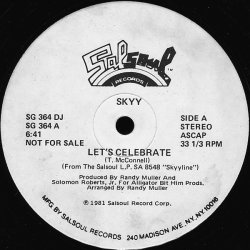 Salsoul
RECORDS
SKYY
SG 364 DJ
SG 364 A
6:41
NOT FOR SALE
SIDE A
STEREO
ASCAP
33 1/3 RPM
LET'S CELEBRATE
(T. McConnell)
(From The Salsoul L.P. SA 8548 "Skyyline")
Produced by Randy Muller and
Solomon Roberts, Jr. For Alligator Bit Him Prods.
Arranged by Randy Muller
℗ 1981 Salsoul Record Corp.
MFG BY SALSOUL RECORDS 240 MADISON AVE. N.Y. N.Y. 10016